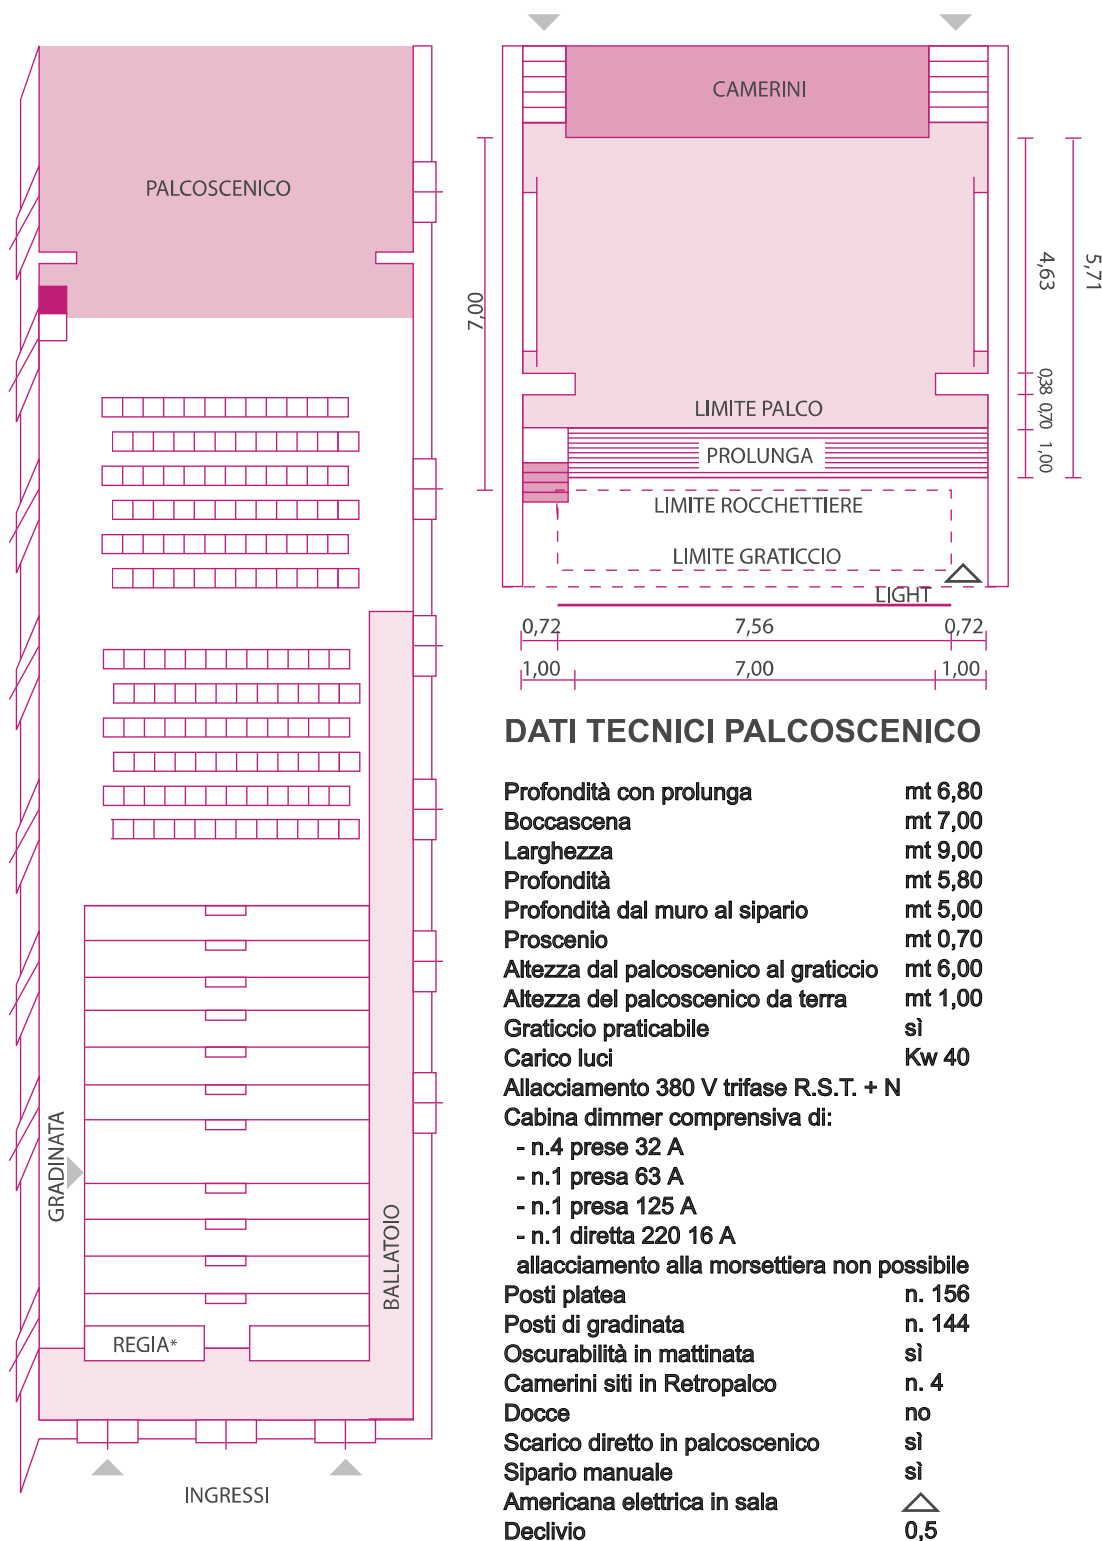 PALCOSCENICO
GRADINATA
BALLATOIO
REGIA*
INGRESSI
CAMERINI
7,00
4,63
5,71
0,38
0,70
1,00
LIMITE PALCO
PROLUNGA
LIMITE ROCCHETTIERE
LIMITE GRATICCIO
LIGHT
0,72 7,56 0,72
1,00 7,00 1,00
DATI TECNICI PALCOSCENICO
Profondità con prolunga mt 6,80
Boccascena mt 7,00
Larghezza mt 9,00
Profondità mt 5,80
Profondità dal muro al sipario mt 5,00
Proscenio mt 0,70
Altezza dal palcoscenico al graticcio mt 6,00
Altezza del palcoscenico da terra mt 1,00
Graticcio praticabile sì
Carico luci Kw 40
Allacciamento 380 V trifase R.S.T. + N
Cabina dimmer comprensiva di:
- n.4 prese 32 A
- n.1 presa 63 A
- n.1 presa 125 A
- n.1 diretta 220 16 A
allacciamento alla morsettiera non possibile
Posti platea n. 156
Posti di gradinata n. 144
Oscurabilità in mattinata sì
Camerini siti in Retropalco n. 4
Docce no
Scarico diretto in palcoscenico sì
Sipario manuale sì
Americana elettrica in sala
Declivio 0,5